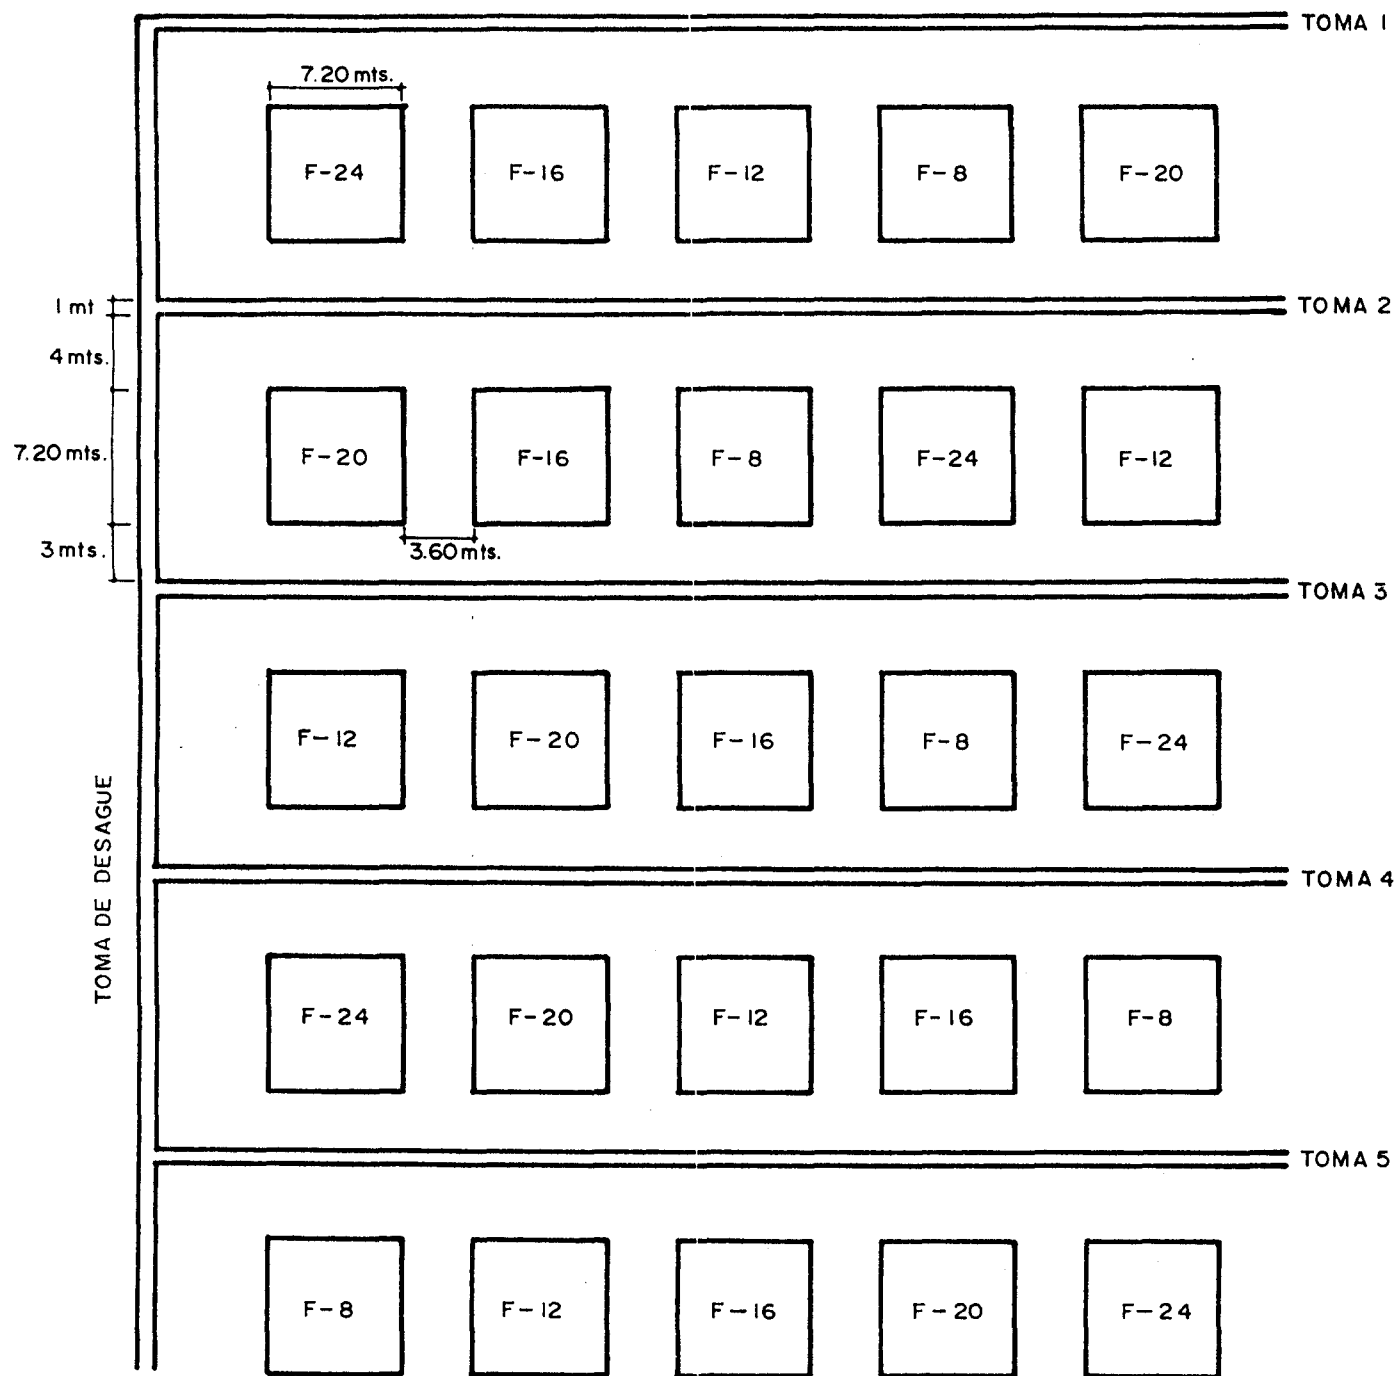 TOMA 1
7.20 mts.
F-24
F-16
F-12
F-8
F-20
1 mt
TOMA 2
4 mts.
7.20 mts.
F-20
F-16
F-8
F-24
F-12
3 mts.
3.60 mts.
TOMA 3
F-12
F-20
F-16
F-8
F-24
TOMA DE DESAGUE
TOMA 4
F-24
F-20
F-12
F-16
F-8
TOMA 5
F-8
F-12
F-16
F-20
F-24